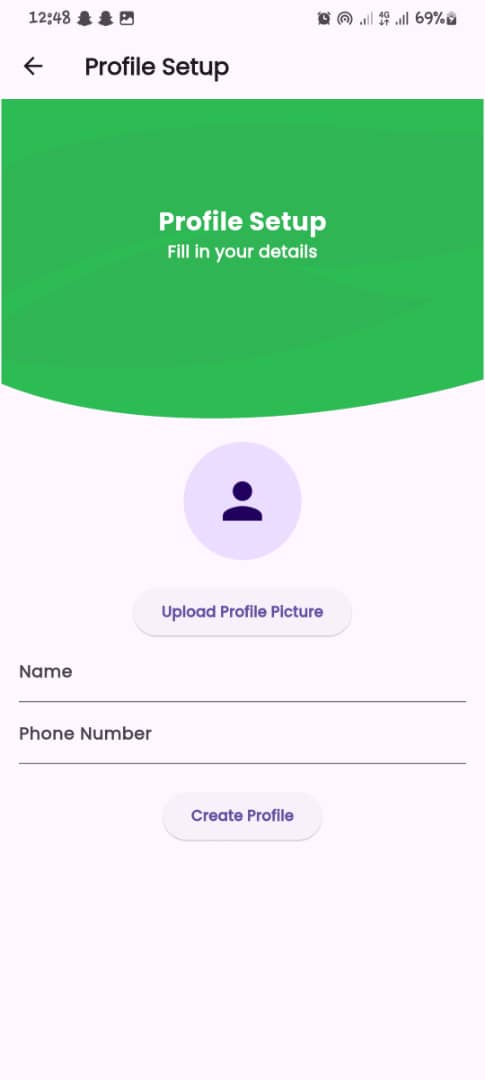 12:48 4G 69%
Profile Setup
Profile Setup
Fill in your details
Upload Profile Picture
Name
Phone Number
Create Profile